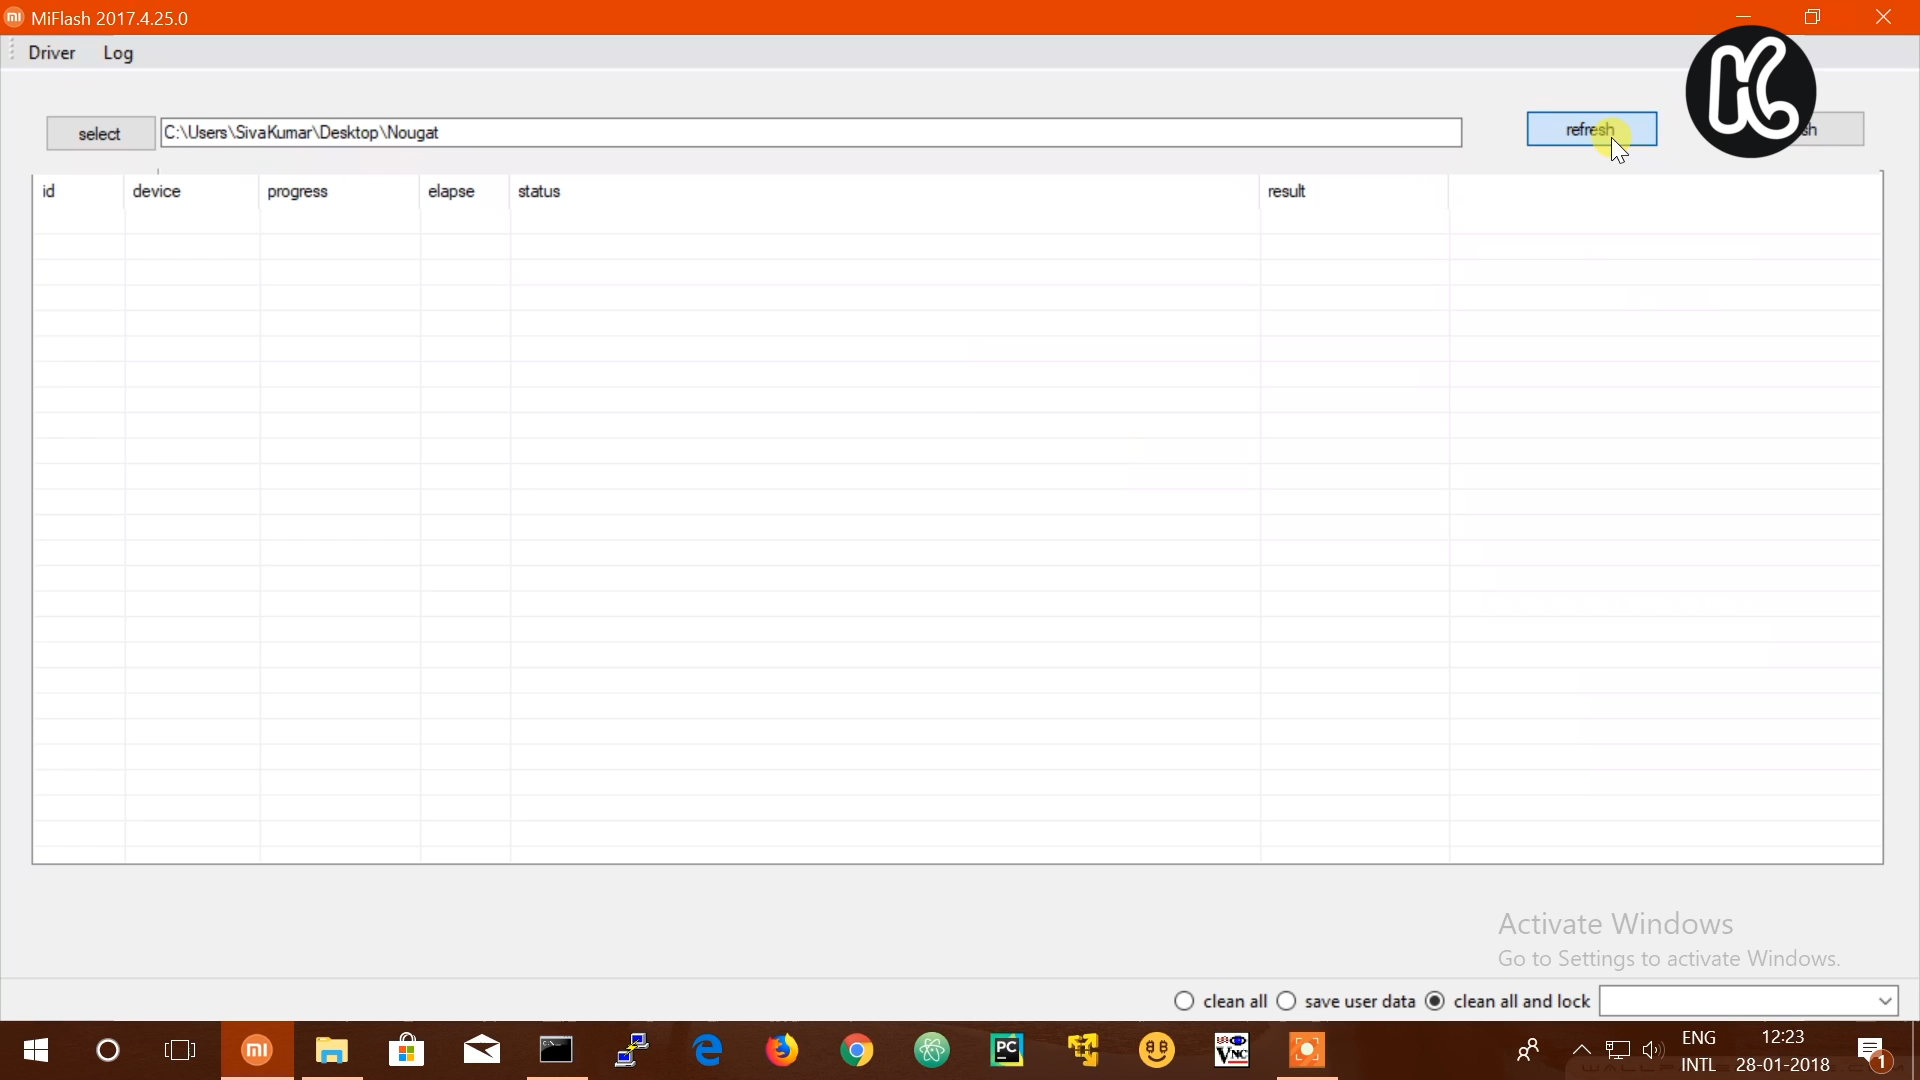 MiFlash 2017.4.25.0
Driver Log
select C:\Users\SivaKumar\Desktop\Nougat refresh
id device progress elapse status result
Activate Windows
Go to Settings to activate Windows.
clean all save user data clean all and lock
ENG 12:23
INTL 28-01-2018 1